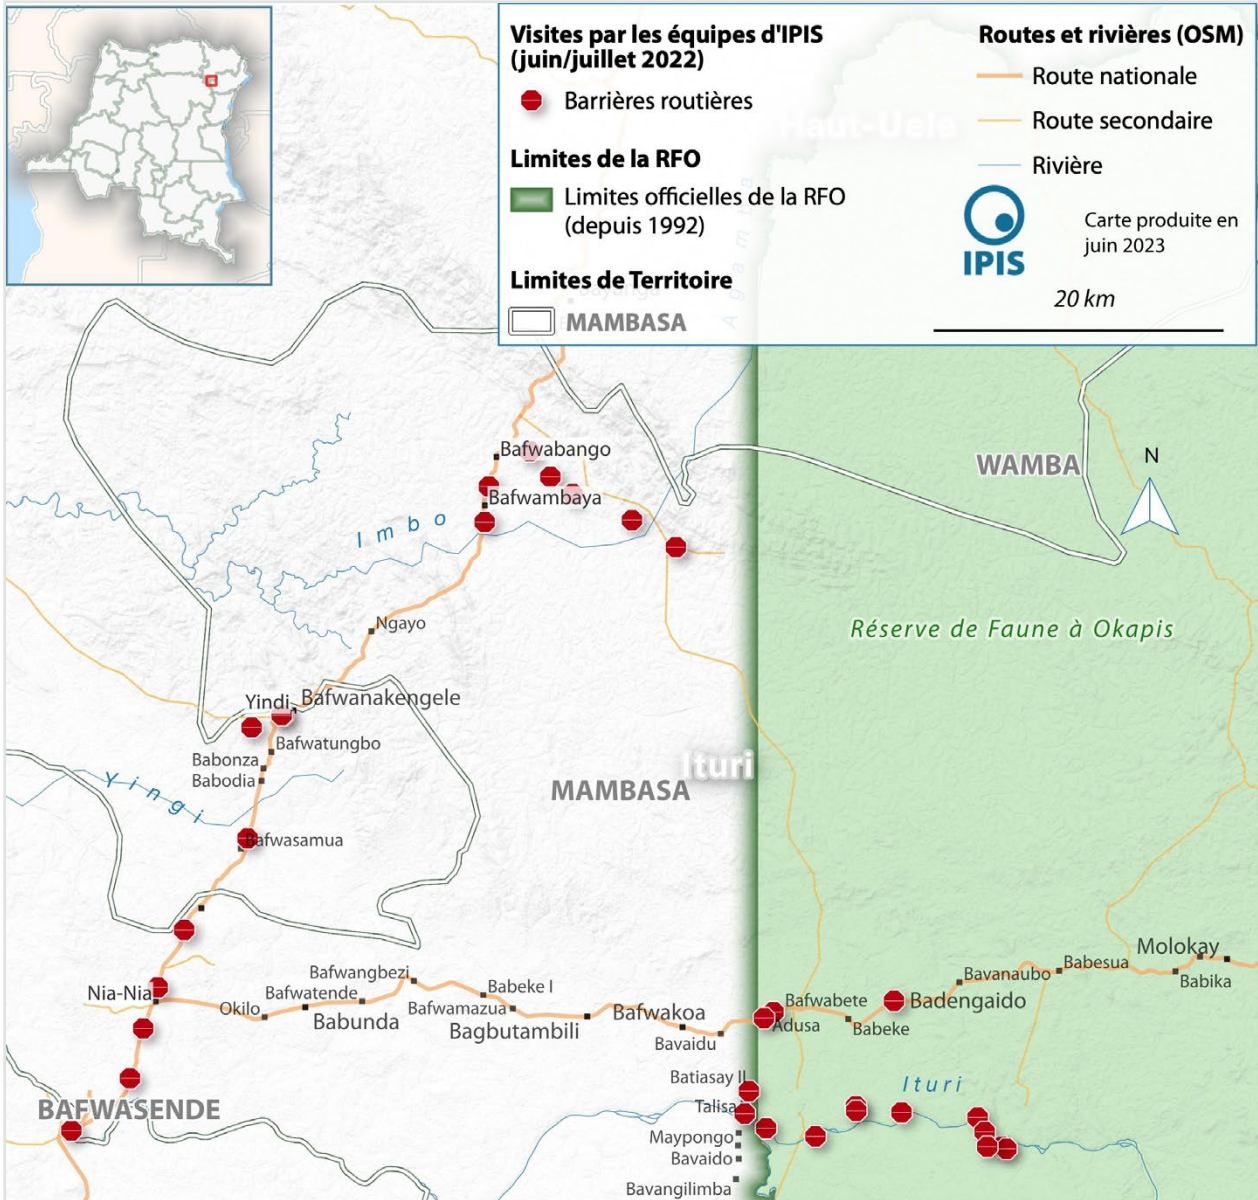 Visites par les équipes d'IPIS
(juin/juillet 2022)
Barrières routières
Limites de la RFO
Limites officielles de la RFO
(depuis 1992)
Limites de Territoire
MAMBASA
Routes et rivières (OSM)
Route nationale
Route secondaire
Rivière
IPIS
Carte produite en
juin 2023
20 km
Haut-Uele
Bafwabango
WAMBA
N
Bafwambaya
Imbo
Ngayo
Réserve de Faune à Okapis
Yindi
Bafwanakengele
Bafwatungbo
Babonza
Babodia
Ituri
MAMBASA
Yingi
Bafwasamua
Molokay
Babesua
Bafwangbezi
Bavanaubo
Babika
Nia-Nia
Bafwatende
Babeke I
Okilo
Babunda
Bafwamazua
Bagbutambili
Bafwakoa
Bafwabete
Badengaido
Adusa
Babeke
Bavaidu
Batiasay II
Ituri
BAFWASENDE
Talisa
Maypongo
Bavaido
Bavangilimba